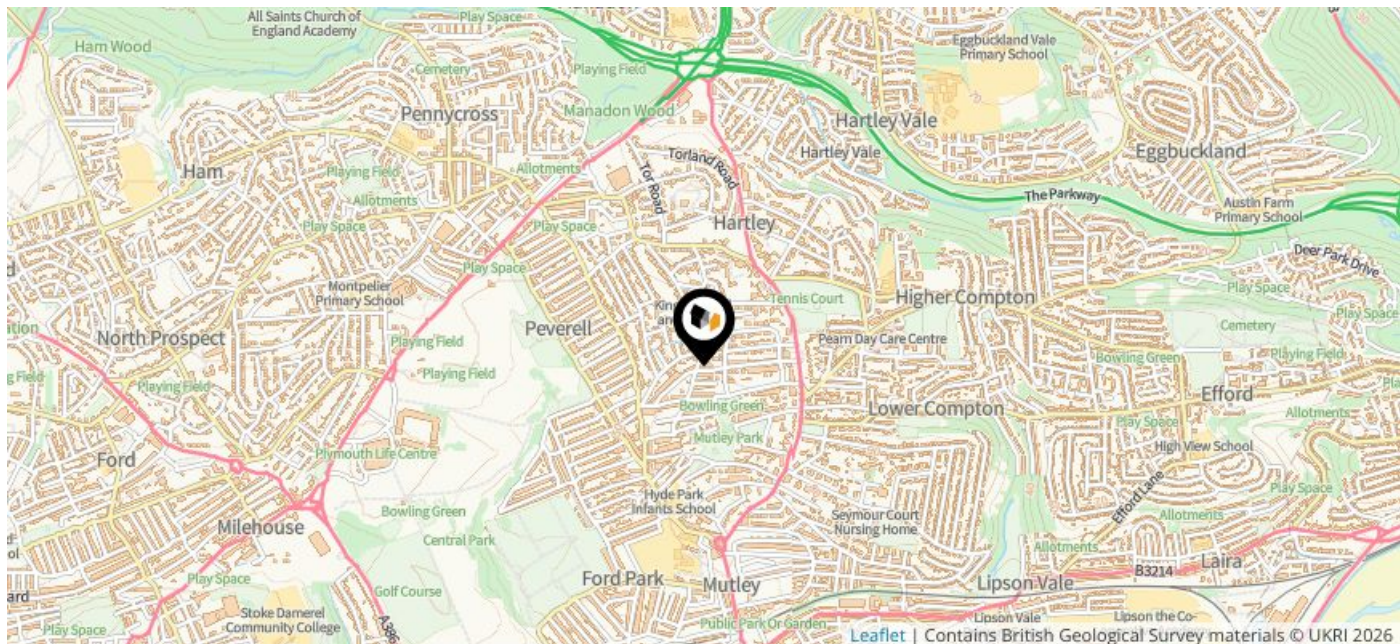 All Saints Church of
England Academy
Play Space
Ham Wood
Cemetery
Playing Field
Eggbuckland Vale
Primary School
Pennycross
Manadon Wood
Hartley Vale
Ham
Allotments
Torland Road
Hartley Vale
Eggbuckland
Playing Field
Allotments
Tor Road
The Parkway
Austin Farm
Primary School
Play Space
Play Space
Hartley
Deer Park Drive
Play Space
Montpelier
Primary School
Tennis Court
Higher Compton
Play Space
Play Space
Cemetery
North Prospect
Peverell
Pearn Day Care Centre
Playing Field
Playing Field
Playing Field
Bowling Green
Playing Field
Efford
Bowling Green
Lower Compton
Play Space
Allotments
Mutley Park
High View School
Ford
Plymouth Life Centre
Hyde Park
Infants School
Efford Lane
Play Space
Bowling Green
Seymour Court
Nursing Home
Allotments
Milehouse
Central Park
Allotments
Laira
B3214
Play Space
Ford Park
Mutley
Lipson Vale
Golf Course
Stoke Damerel
Community College
A386
Public Park Or Garden
Lipson Vale
Lipson the Co-
Play Space
Leaflet | Contains British Geological Survey materials © UKRI 2026